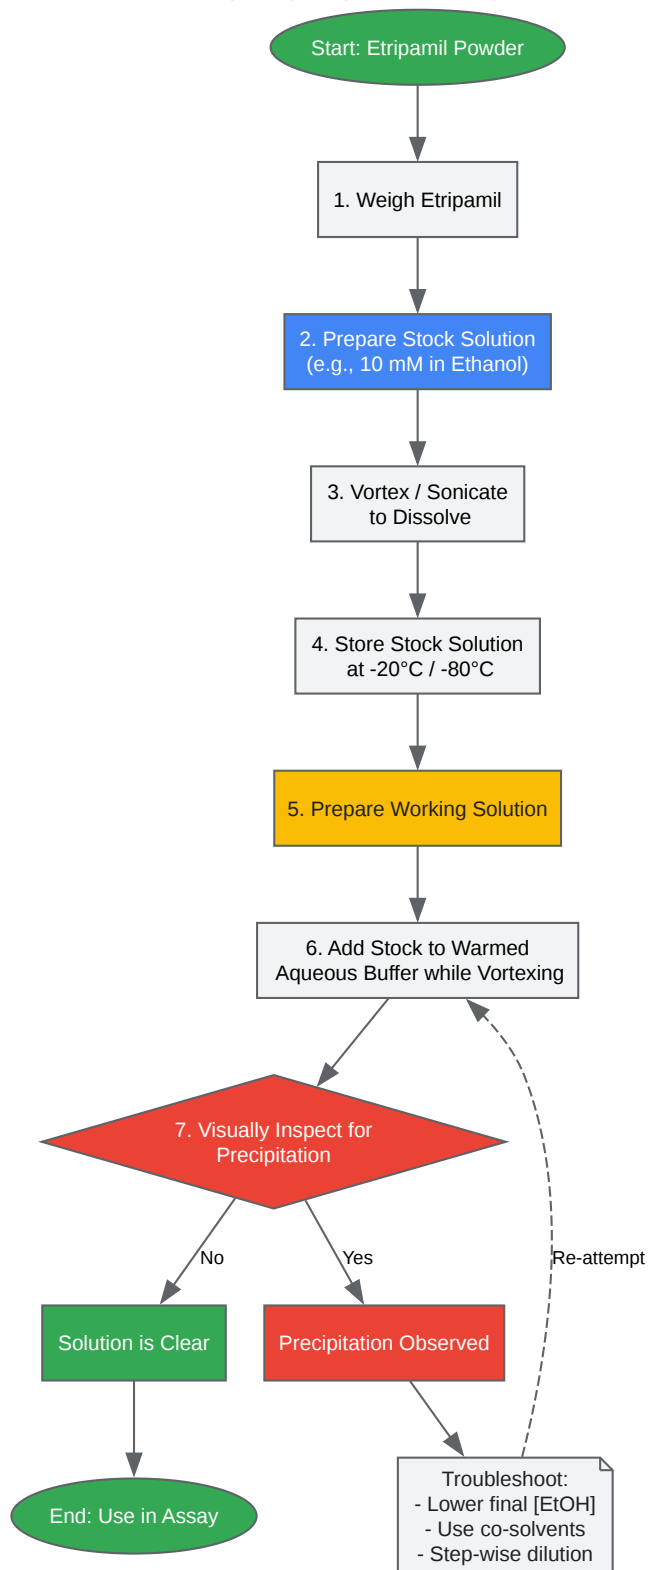 Start: Etripamil Powder
1. Weigh Etripamil
2. Prepare Stock Solution
(e.g., 10 mM in Ethanol)
3. Vortex / Sonicate
to Dissolve
4. Store Stock Solution
at -20°C / -80°C
5. Prepare Working Solution
6. Add Stock to Warmed
Aqueous Buffer while Vortexing
7. Visually Inspect for
Precipitation
No
Yes
Re-attempt
Solution is Clear
Precipitation Observed
End: Use in Assay
Troubleshoot:
- Lower final [EtOH]
- Use co-solvents
- Step-wise dilution